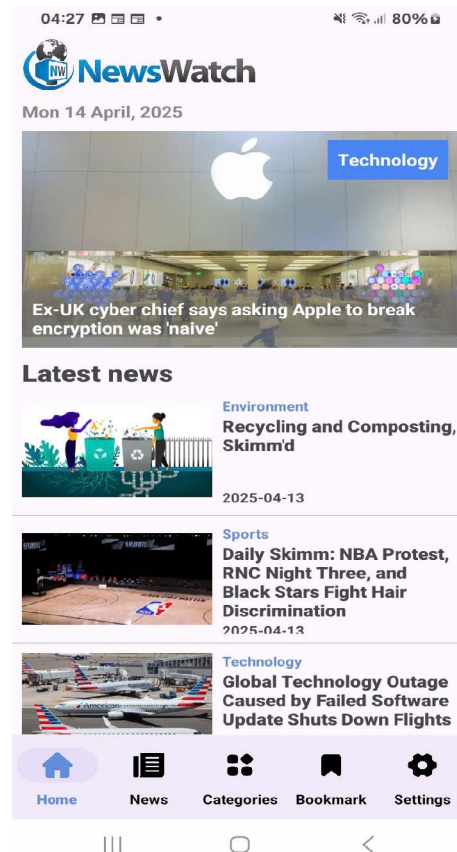 04:27
80%
NW
NewsWatch
Mon 14 April, 2025
Technology
Ex-UK cyber chief says asking Apple to break
encryption was 'naive'
Latest news
Environment
Recycling and Composting,
Skimm'd
2025-04-13
Sports
Daily Skimm: NBA Protest,
RNC Night Three, and
Black Stars Fight Hair
Discrimination
2025-04-13
Technology
Global Technology Outage
Caused by Failed Software
Update Shuts Down Flights
American
Home
News
Categories
Bookmark
Settings